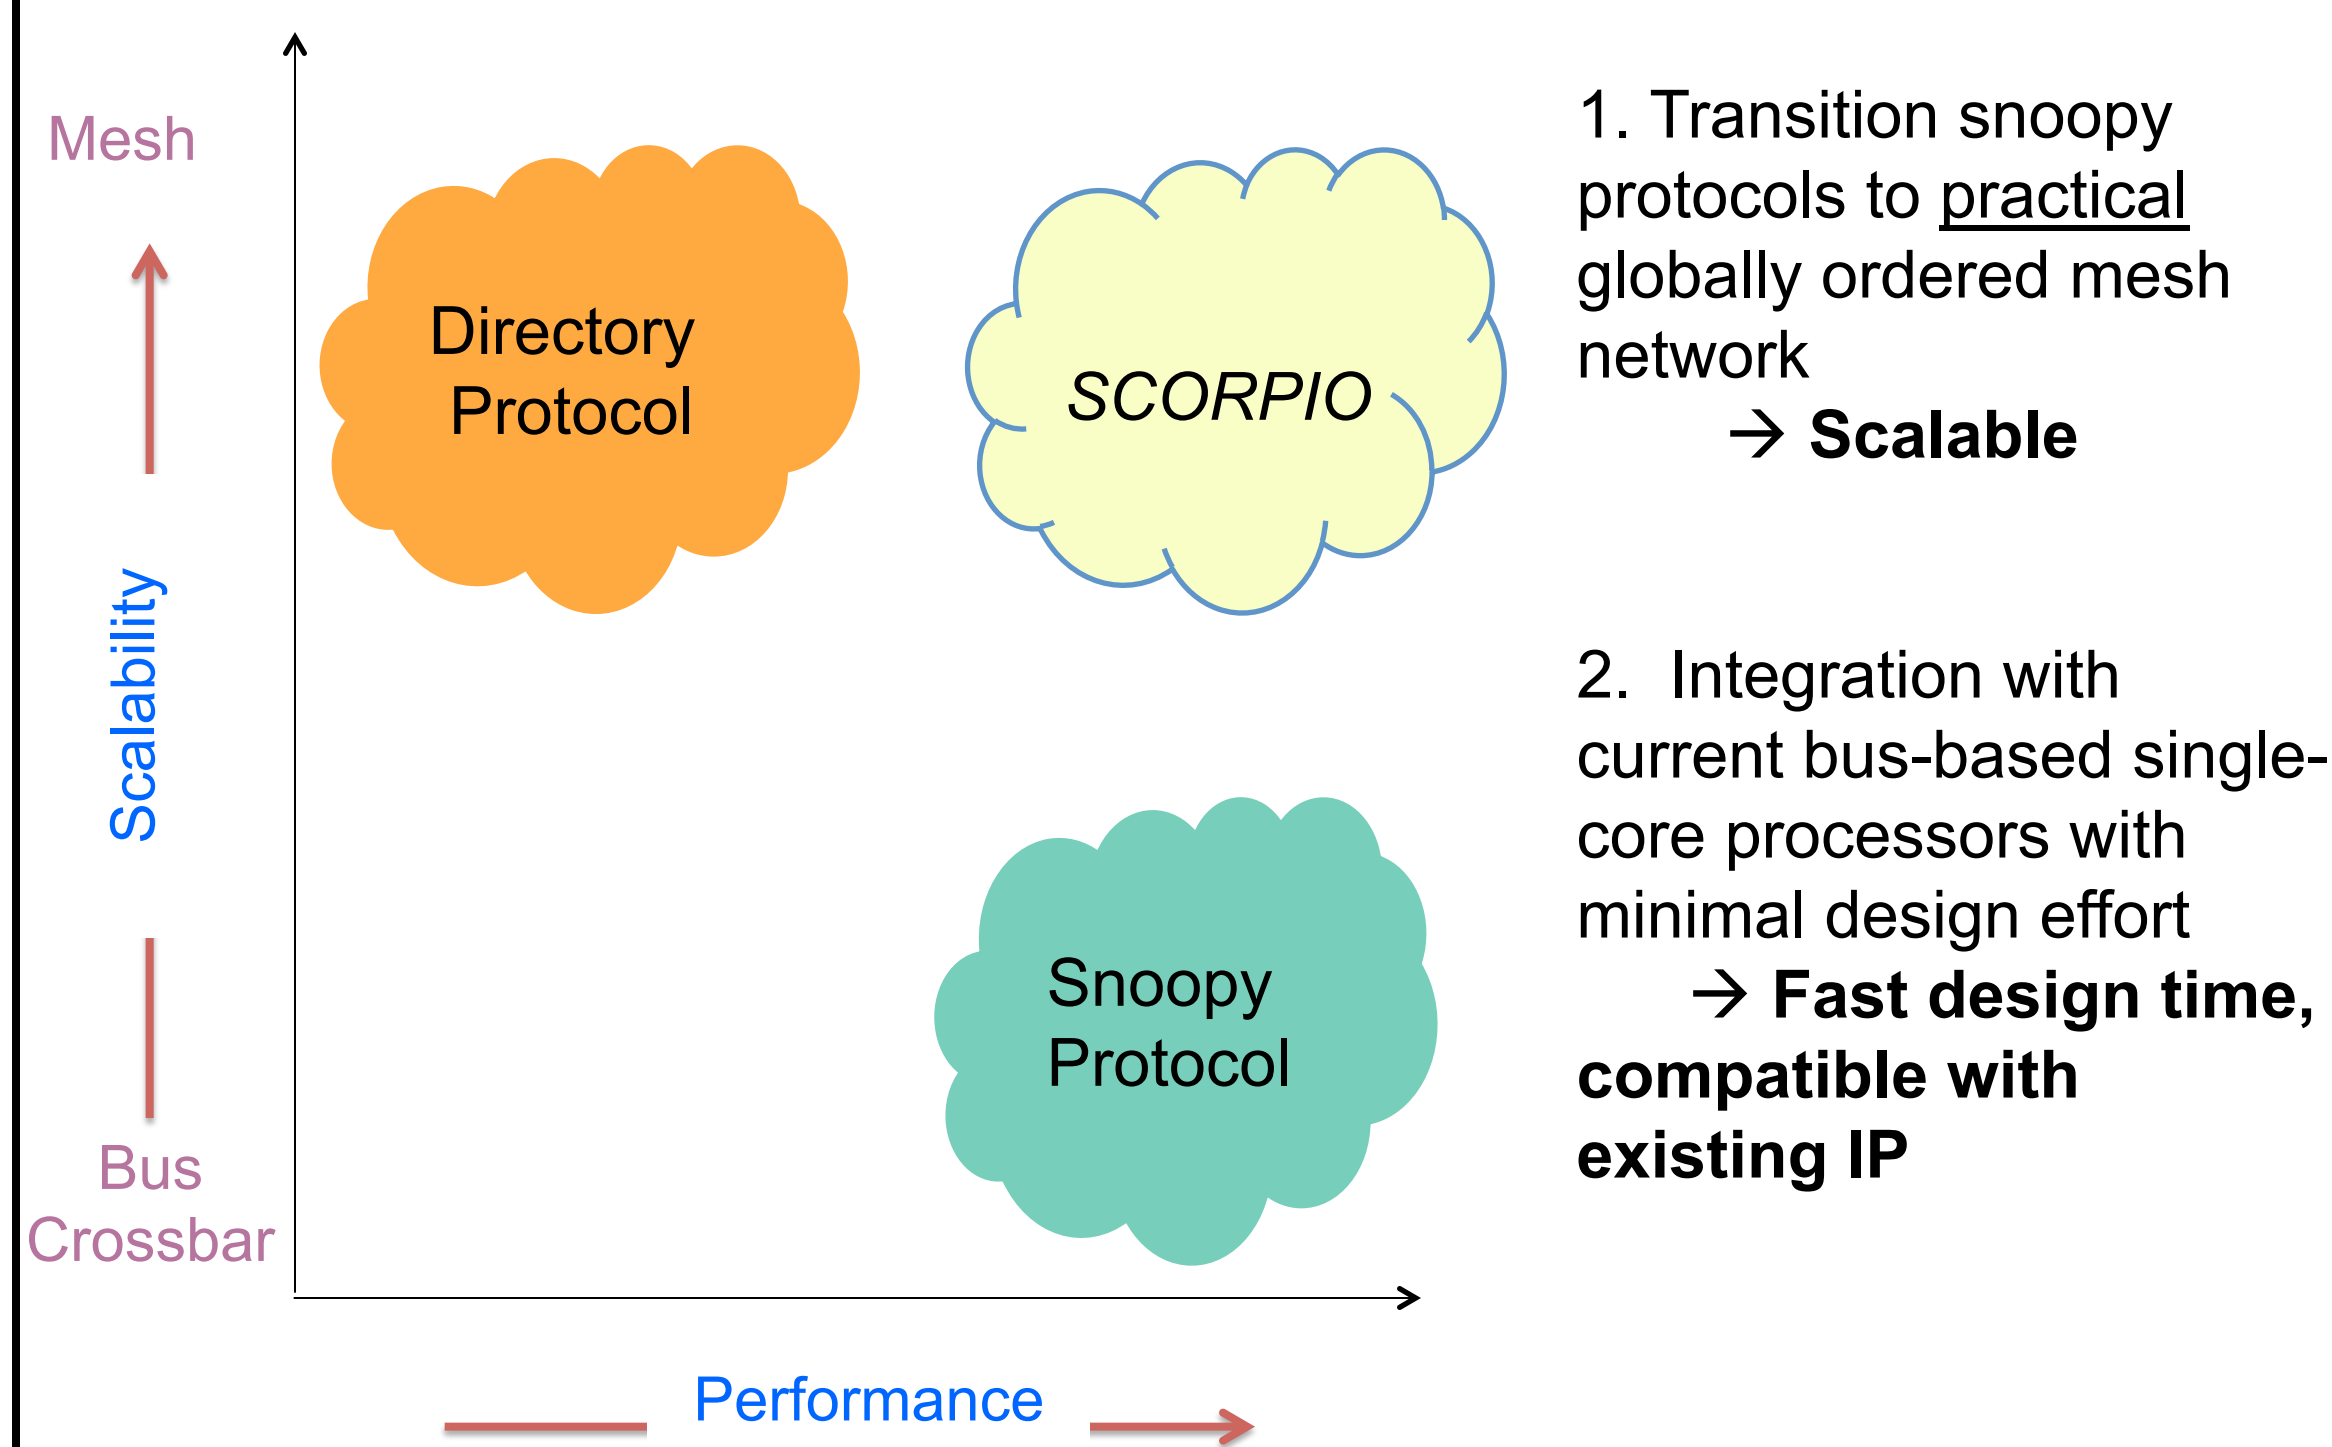 Mesh
Scalability
Bus
Crossbar
Directory
Protocol
SCORPIO
Snoopy
Protocol
Performance
1. Transition snoopy
protocols to practical
globally ordered mesh
network
→ Scalable
2. Integration with
current bus-based single-
core processors with
minimal design effort
→ Fast design time,
compatible with
existing IP